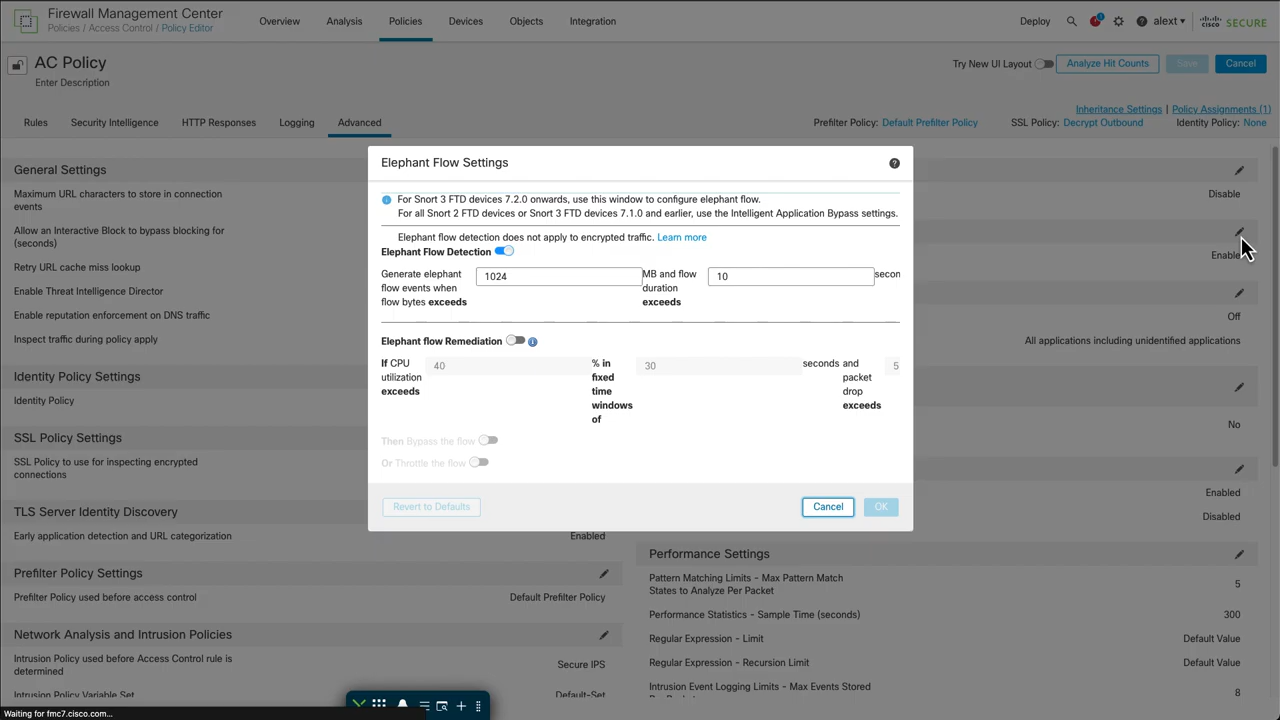 Firewall Management Center
Policies / Access Control / Policy Editor
Overview
Analysis
Policies
Devices
Objects
Integration
Deploy
1
alext
CISCO SECURE
AC Policy
Enter Description
Try New UI Layout
Analyze Hit Counts
Save
Cancel
Inheritance Settings | Policy Assignments (1)
Rules
Security Intelligence
HTTP Responses
Logging
Advanced
Prefilter Policy: Default Prefilter Policy
SSL Policy: Decrypt Outbound
Identity Policy: None
General Settings
Maximum URL characters to store in connection
events
Allow an Interactive Block to bypass blocking for
(seconds)
Retry URL cache miss lookup
Enable Threat Intelligence Director
Enable reputation enforcement on DNS traffic
Inspect traffic during policy apply
Identity Policy Settings
Identity Policy
SSL Policy Settings
SSL Policy to use for inspecting encrypted
connections
TLS Server Identity Discovery
Early application detection and URL categorization
Enabled
Prefilter Policy Settings
Prefilter Policy used before access control
Default Prefilter Policy
Network Analysis and Intrusion Policies
Intrusion Policy used before Access Control rule is
determined
Secure IPS
Intrusion Policy Variable Set
Default-Set
Elephant Flow Settings
For Snort 3 FTD devices 7.2.0 onwards, use this window to configure elephant flow.
For all Snort 2 FTD devices or Snort 3 FTD devices 7.1.0 and earlier, use the Intelligent Application Bypass settings.
Elephant flow detection does not apply to encrypted traffic. Learn more
Elephant Flow Detection
Generate elephant
flow events when
flow bytes exceeds
1024
MB and flow
duration
exceeds
10
secon
Elephant flow Remediation
If CPU
utilization
exceeds
40
% in
fixed
time
windows
of
30
seconds and
packet
drop
exceeds
5
Then Bypass the flow
Or Throttle the flow
Revert to Defaults
Cancel
OK
Disable
Enable
Off
All applications including unidentified applications
No
Enabled
Disabled
Performance Settings
Pattern Matching Limits - Max Pattern Match
States to Analyze Per Packet
5
Performance Statistics - Sample Time (seconds)
300
Regular Expression - Limit
Default Value
Regular Expression - Recursion Limit
Default Value
Intrusion Event Logging Limits - Max Events Stored
8
Waiting for fmc7.cisco.com...